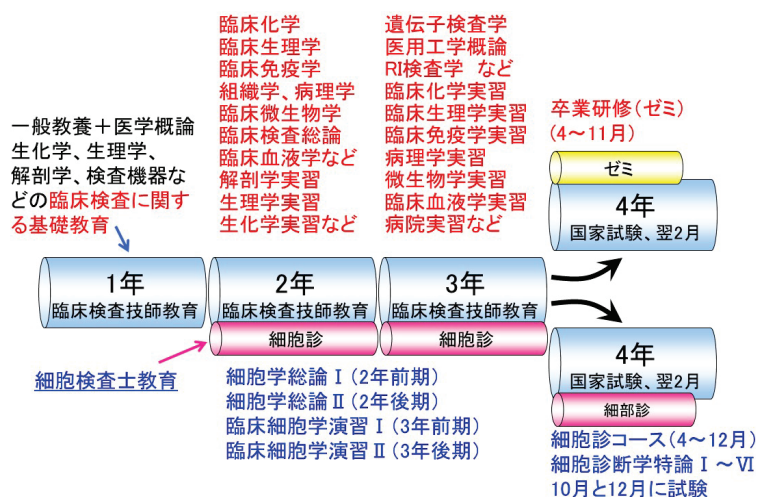 臨床化学
臨床生理学
臨床免疫学
組織学、病理学
臨床微生物学
臨床検査総論
臨床血液学など
解剖学実習
生理学実習
生化学実習など
遺伝子検査学
医用工学概論
RI検査学 など
臨床化学実習
臨床生理学実習
臨床免疫学実習
病理学実習
微生物学実習
臨床血液学実習
病院実習など
一般教養+医学概論
生化学、生理学、
解剖学、検査機器な
どの臨床検査に関す
る基礎教育
卒業研修(ゼミ)
(4〜11月)
ゼミ
4年
国家試験、翌2月
1年
臨床検査技師教育
2年
臨床検査技師教育
3年
臨床検査技師教育
細胞診
細胞診
細胞検査士教育
細胞学総論Ⅰ(2年前期)
細胞学総論Ⅱ(2年後期)
臨床細胞学演習Ⅰ(3年前期)
臨床細胞学演習Ⅱ(3年後期)
4年
国家試験、翌2月
細部診
細胞診コース(4〜12月)
細胞診断学特論Ⅰ〜Ⅵ
10月と12月に試験